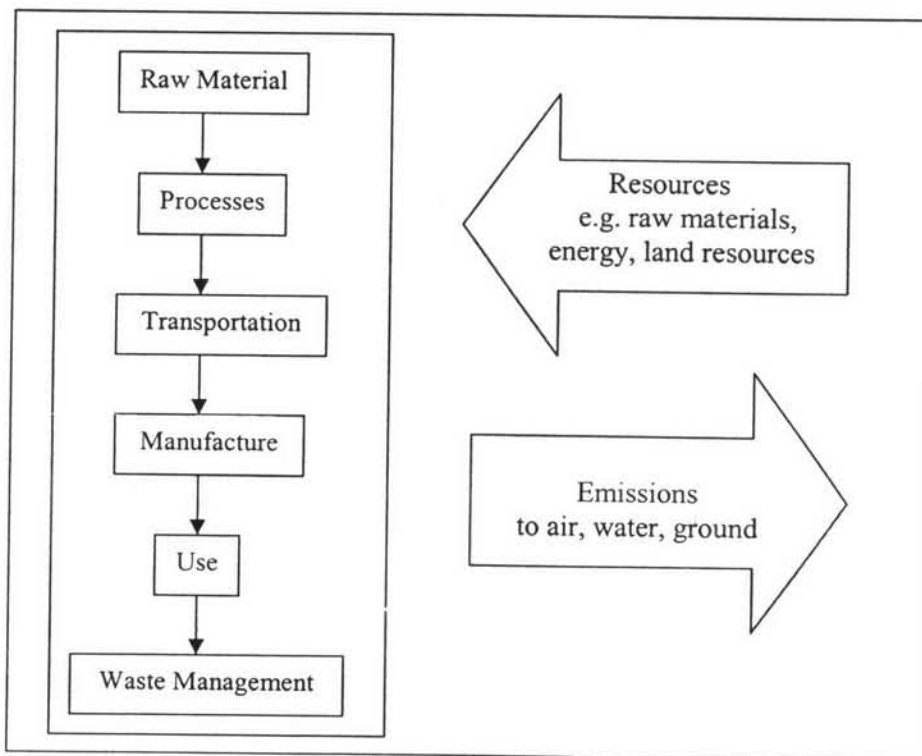 Raw Material
Processes
Transportation
Manufacture
Use
Waste Management
Resources
e.g. raw materials,
energy, land resources
Emissions
to air, water, ground